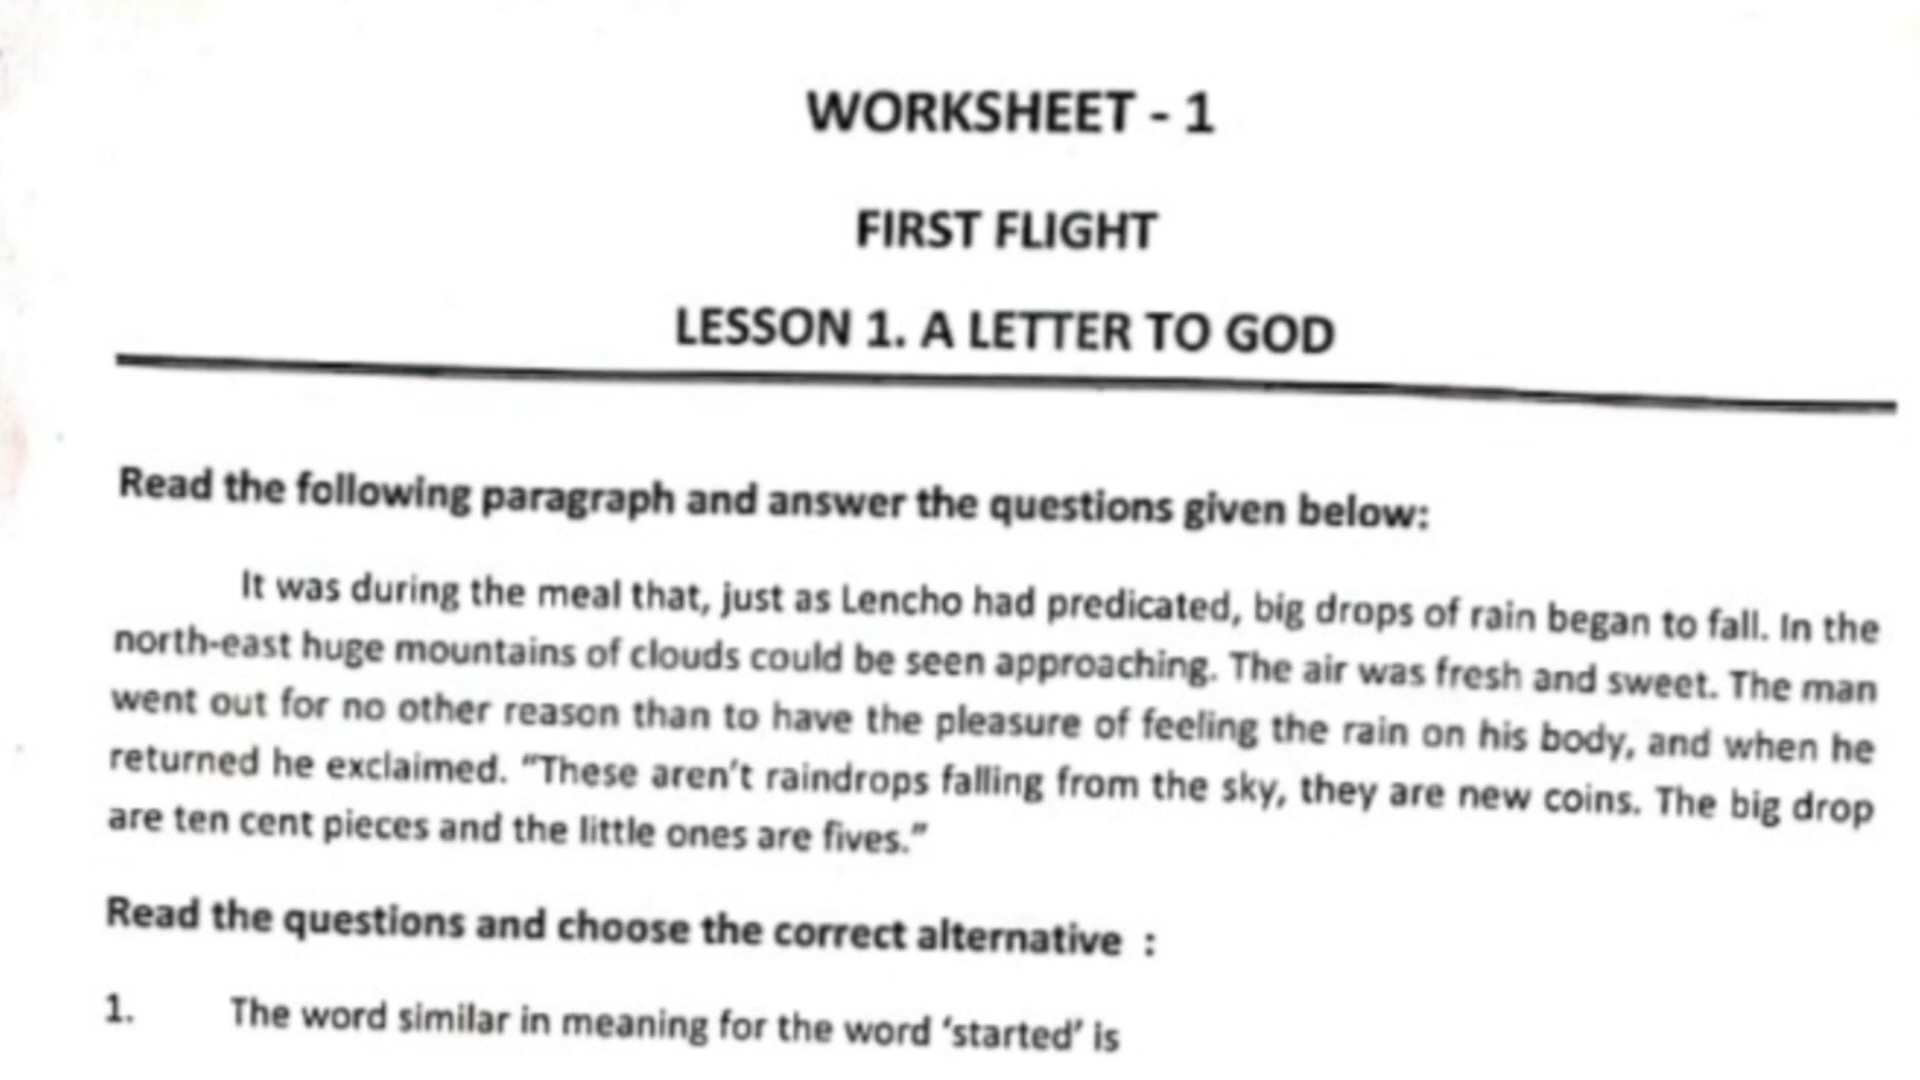 WORKSHEET - 1
FIRST FLIGHT
LESSON 1. A LETTER TO GOD
Read the following paragraph and answer the questions given below:
It was during the meal that, just as Lencho had predicated, big drops of rain began to fall. In the
north-east huge mountains of clouds could be seen approaching. The air was fresh and sweet. The man
went out for no other reason than to have the pleasure of feeling the rain on his body, and when he
returned he exclaimed. “These aren’t raindrops falling from the sky, they are new coins. The big drop
are ten cent pieces and the little ones are fives.”
Read the questions and choose the correct alternative :
1. The word similar in meaning for the word ‘started’ is